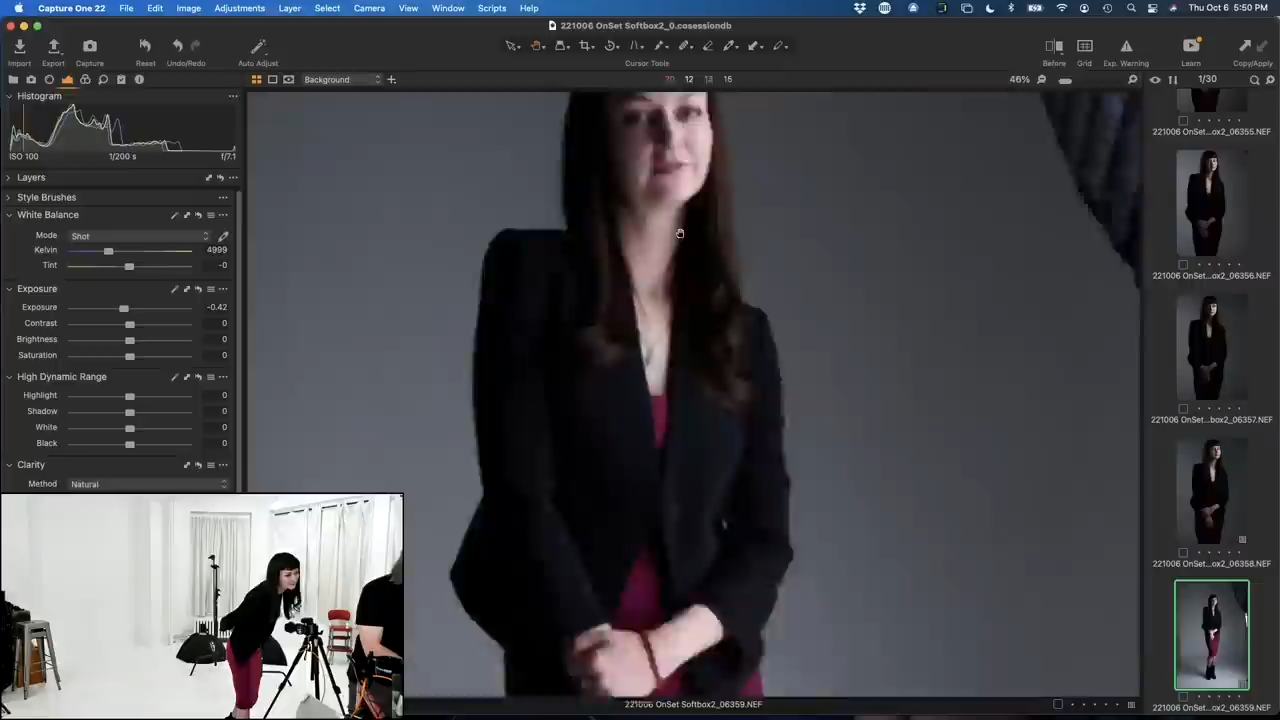 Capture One 22 File Edit Image Adjustments Layer Select Camera View Window Scripts Help Thu Oct 6 5:50 PM
221006 OnSet Softbox2_0.cosessiondb
Import Export Capture Reset Undo/Redo Auto Adjust Cursor Tools Before Grid Exp. Warning Learn Copy/Apply
Background 20 12 13 15 46% 1/30
Histogram
ISO 100 1/200 s f/7.1
Layers
Style Brushes
White Balance
Mode Shot
Kelvin 4999
Tint -0
Exposure
Exposure -0.42
Contrast 0
Brightness 0
Saturation 0
High Dynamic Range
Highlight 0
Shadow 0
White 0
Black 0
Clarity
Method Natural
221006 OnSet...ox2_06355.NEF
221006 OnSet...ox2_06356.NEF
221006 OnSet...box2_06357.NEF
221006 OnSet...ox2_06358.NEF
221006 OnSet...ox2_06359.NEF
221006 OnSet Softbox2_06359.NEF